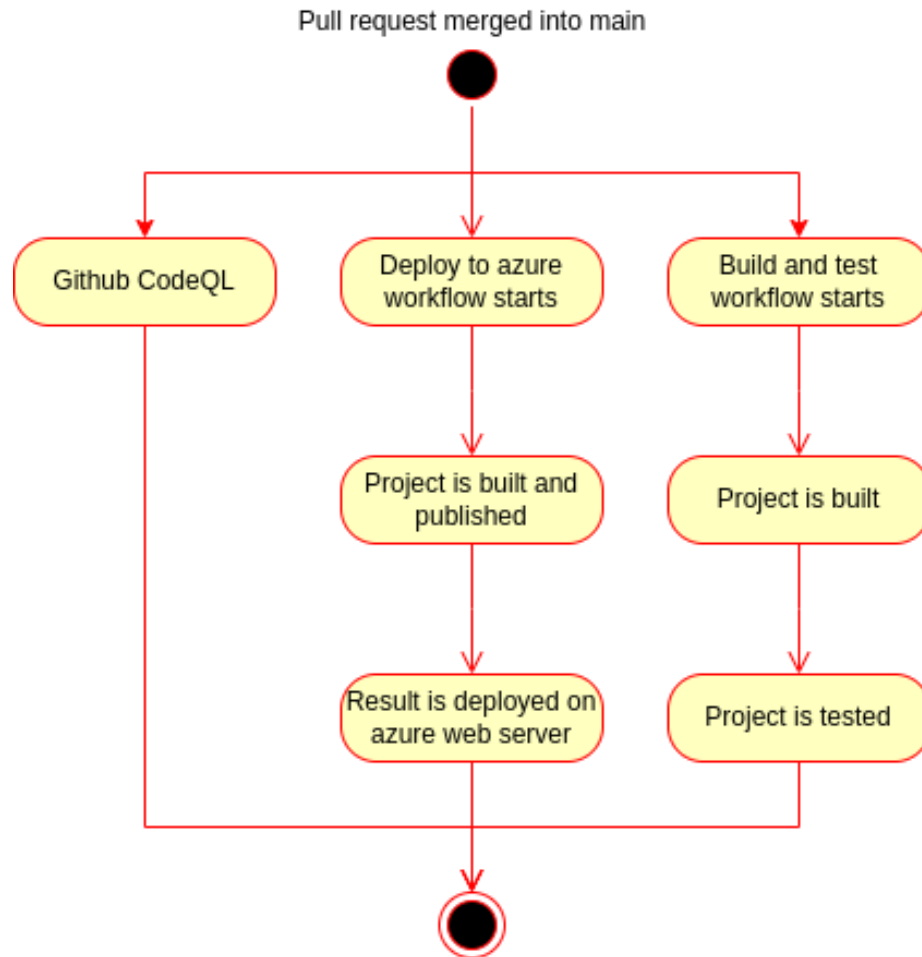 Pull request merged into main
Github CodeQL
Deploy to azure
workflow starts
Build and test
workflow starts
Project is built and
published
Project is built
Result is deployed on
azure web server
Project is tested